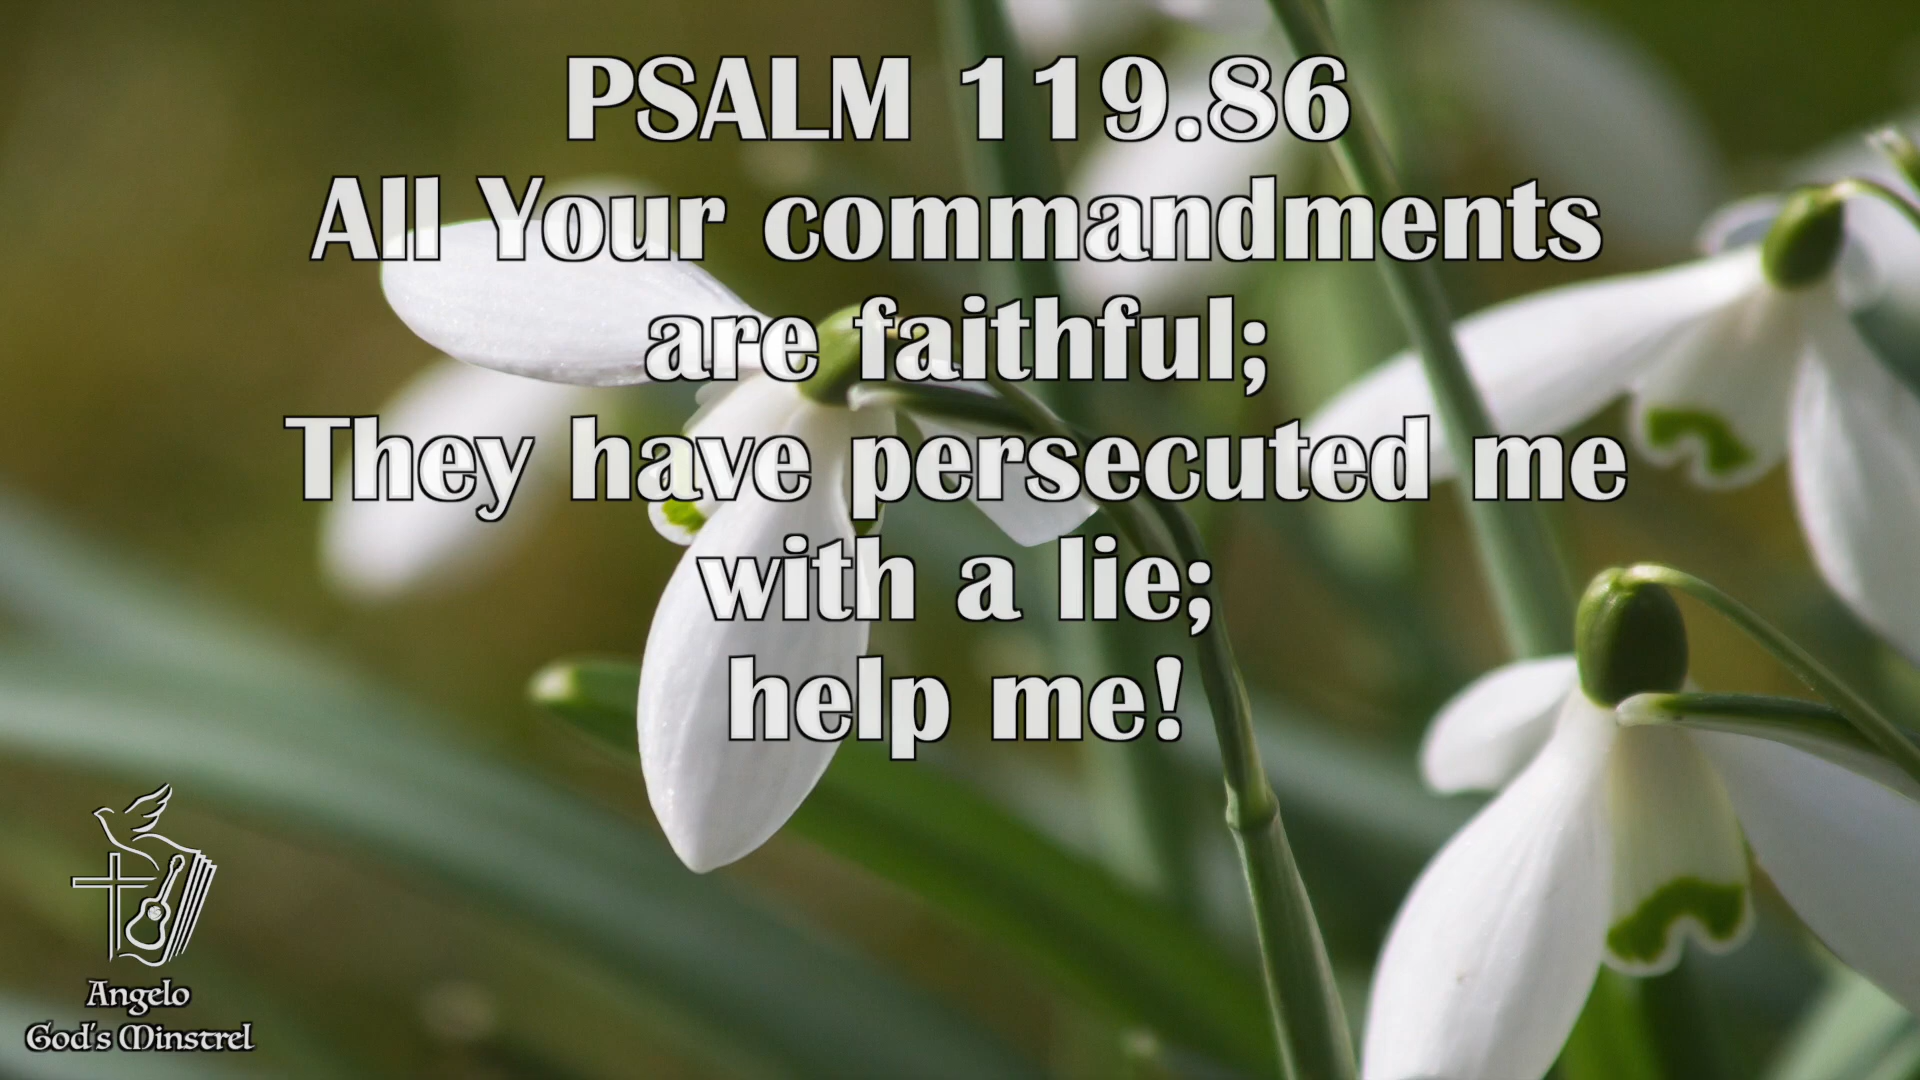 PSALM 119.86
All Your commandments
are faithful;
They have persecuted me
with a lie;
help me!
Angelo
God's Minstrel